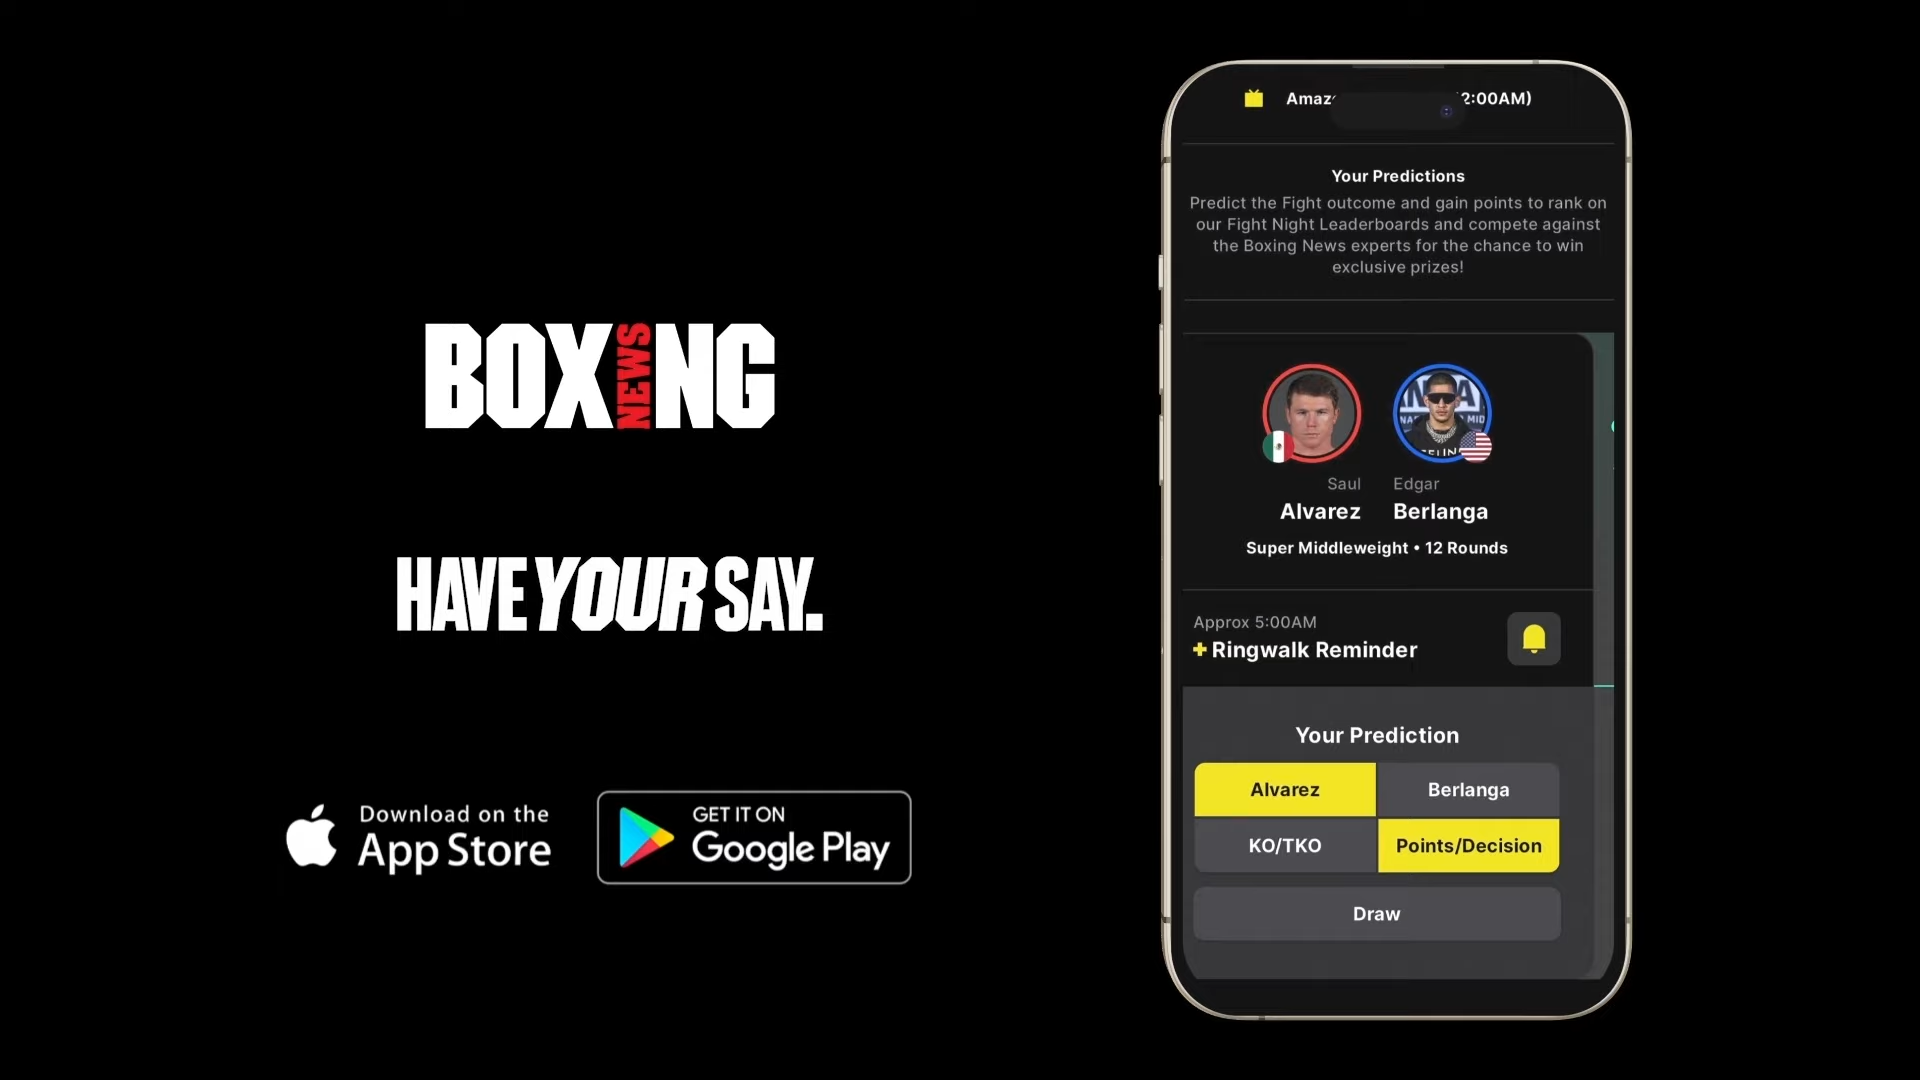 BOXING
NEWS
HAVE YOUR SAY.
Download on the
App Store
GET IT ON
Google Play
2:00AM)
Your Predictions
Predict the Fight outcome and gain points to rank on
our Fight Night Leaderboards and compete against
the Boxing News experts for the chance to win
exclusive prizes!
Saul
Alvarez
Edgar
Berlanga
Super Middleweight • 12 Rounds
Approx 5:00AM
Ringwalk Reminder
Your Prediction
Alvarez
Berlanga
KO/TKO
Points/Decision
Draw